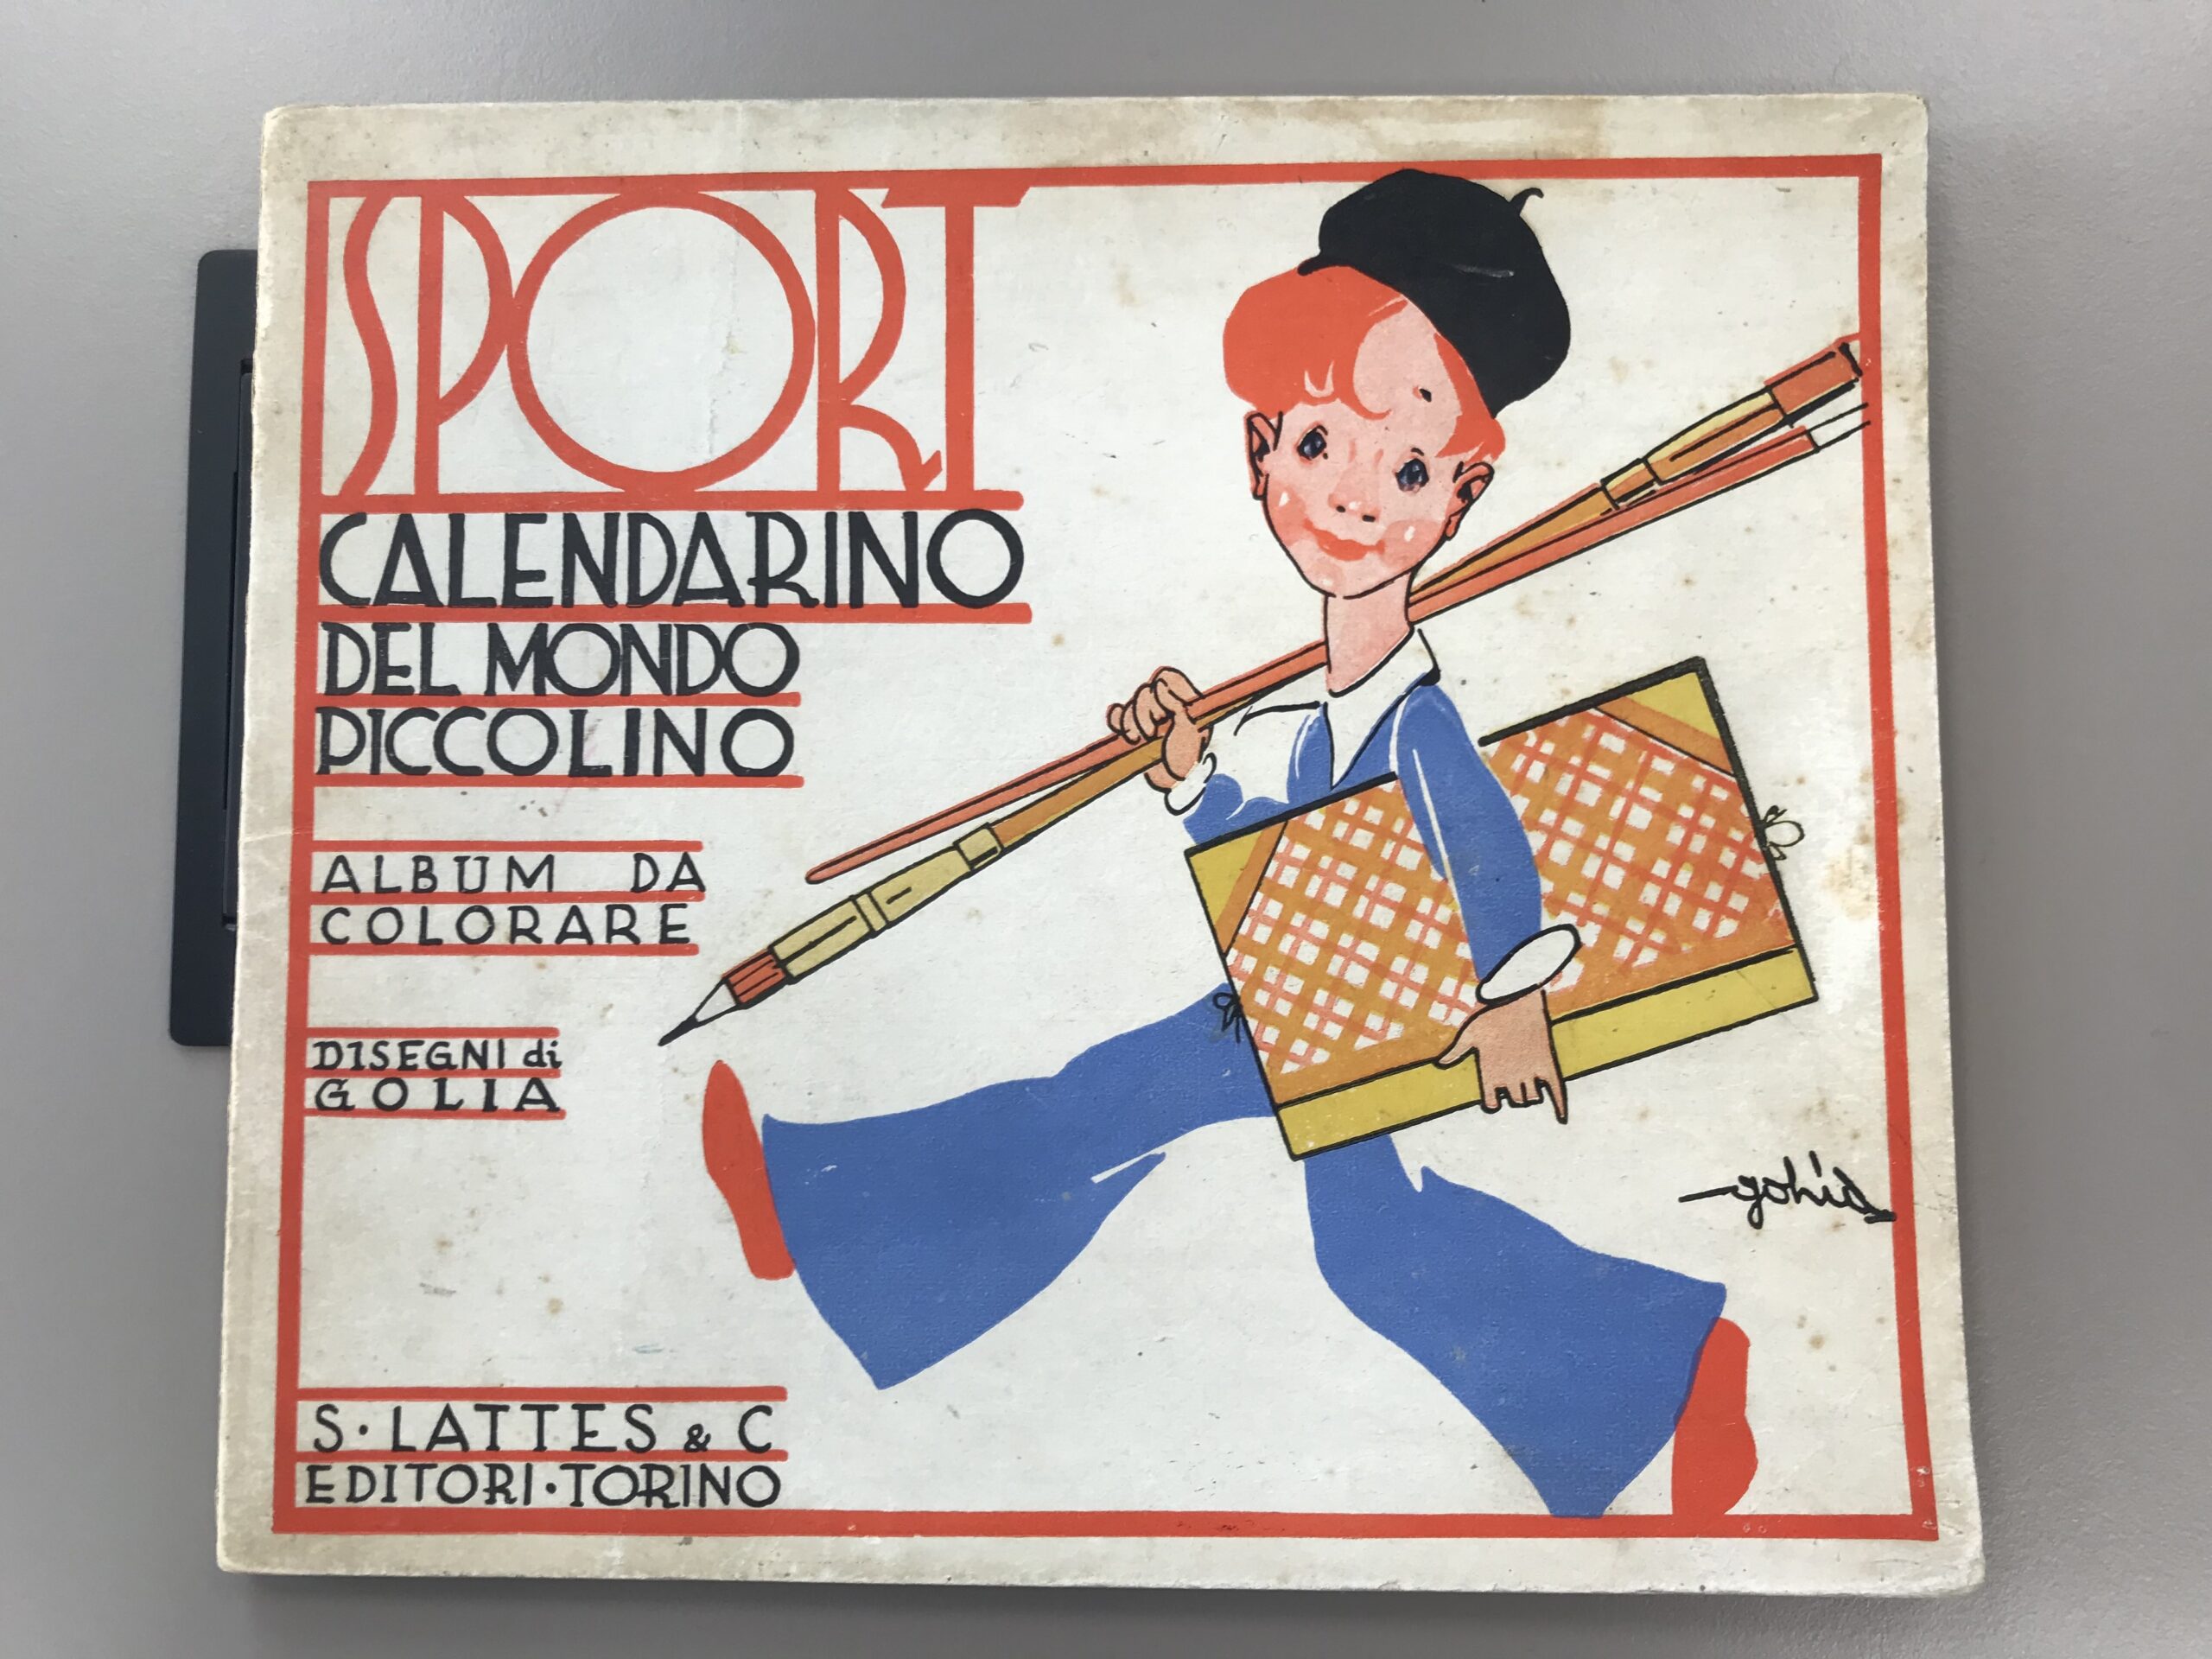 SPORT
CALENDARINO
DEL MONDO
PICCOLINO
ALBUM DA
COLORARE
DISEGNI di
GOLIA
golia
S. LATTES & C
EDITORI · TORINO